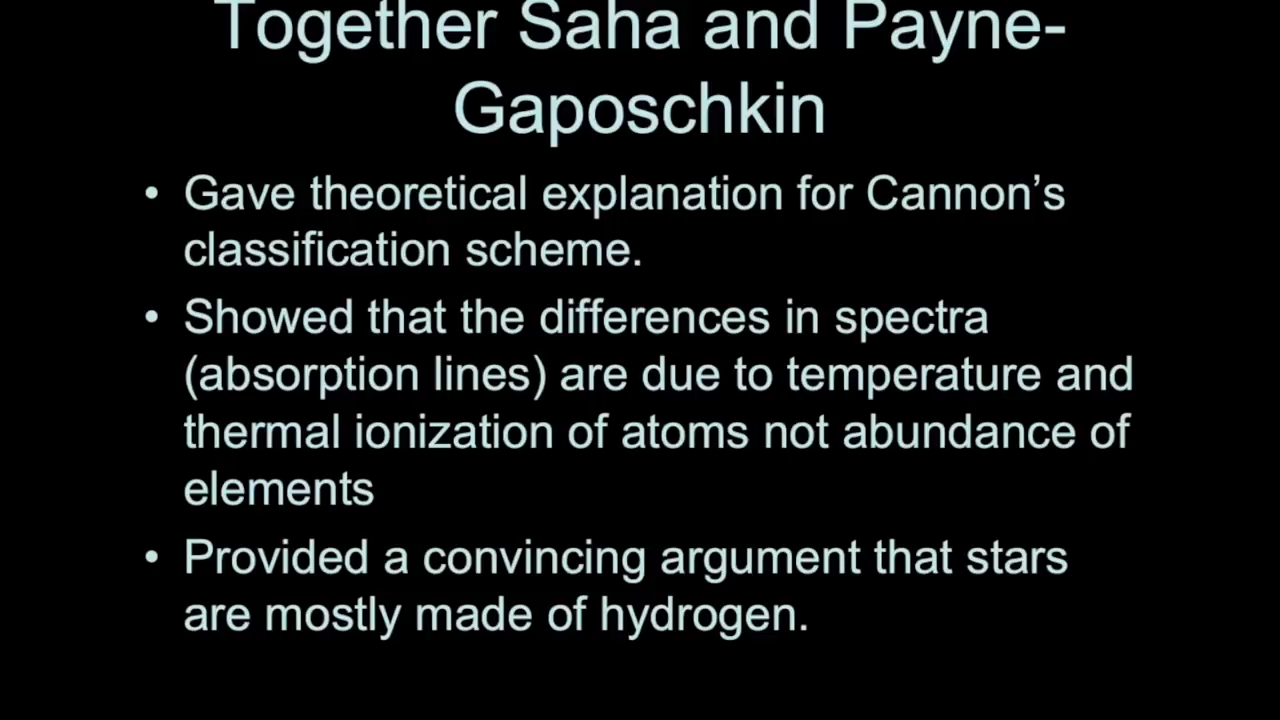 Together Saha and Payne-
Gaposchkin
• Gave theoretical explanation for Cannon’s
classification scheme.
• Showed that the differences in spectra
(absorption lines) are due to temperature and
thermal ionization of atoms not abundance of
elements
• Provided a convincing argument that stars
are mostly made of hydrogen.